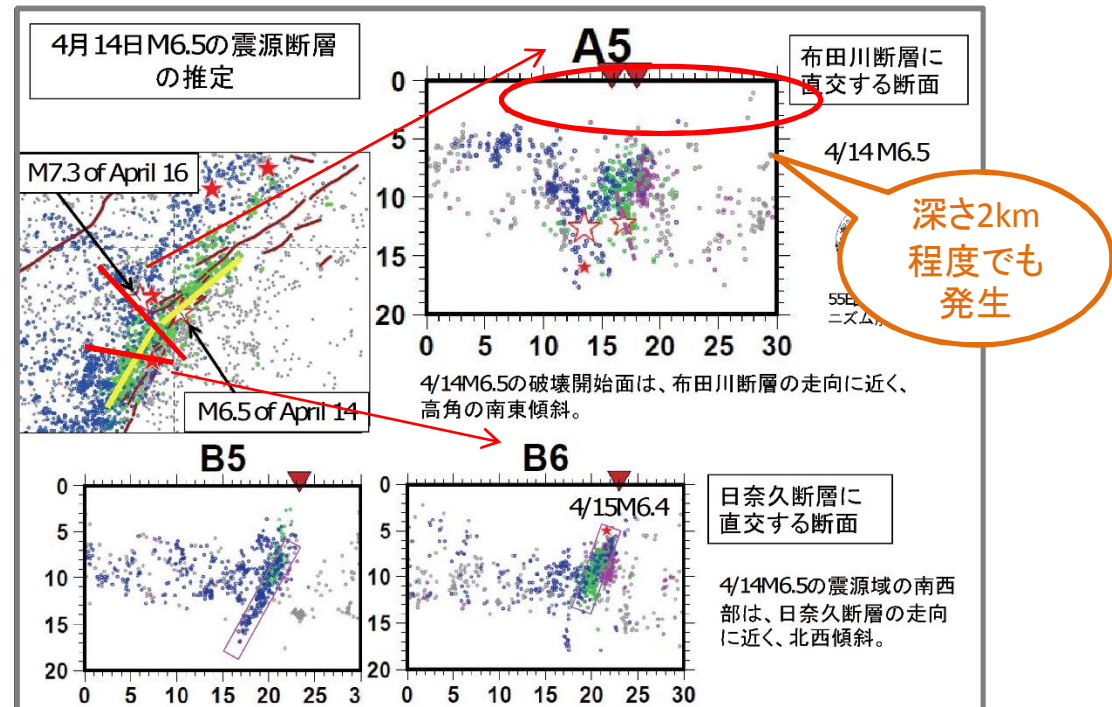 4月14日M6.5の震源断層
の推定
A5
布田川断層に
直交する断面
0
5
10
15
20
0 5 10 15 20 25 30
4/14 M6.5
深さ2km
程度でも
発生
M7.3 of April 16
M6.5 of April 14
4/14M6.5の破壊開始面は、布田川断層の走向に近く、
高角の南東傾斜。
B5
0
5
10
15
20
0 5 10 15 20 25 3
B6
4/15M6.4
0
5
10
15
20
0 5 10 15 20 25 30
日奈久断層に
直交する断面
4/14M6.5の震源域の南西
部は、日奈久断層の走向
に近く、北西傾斜。